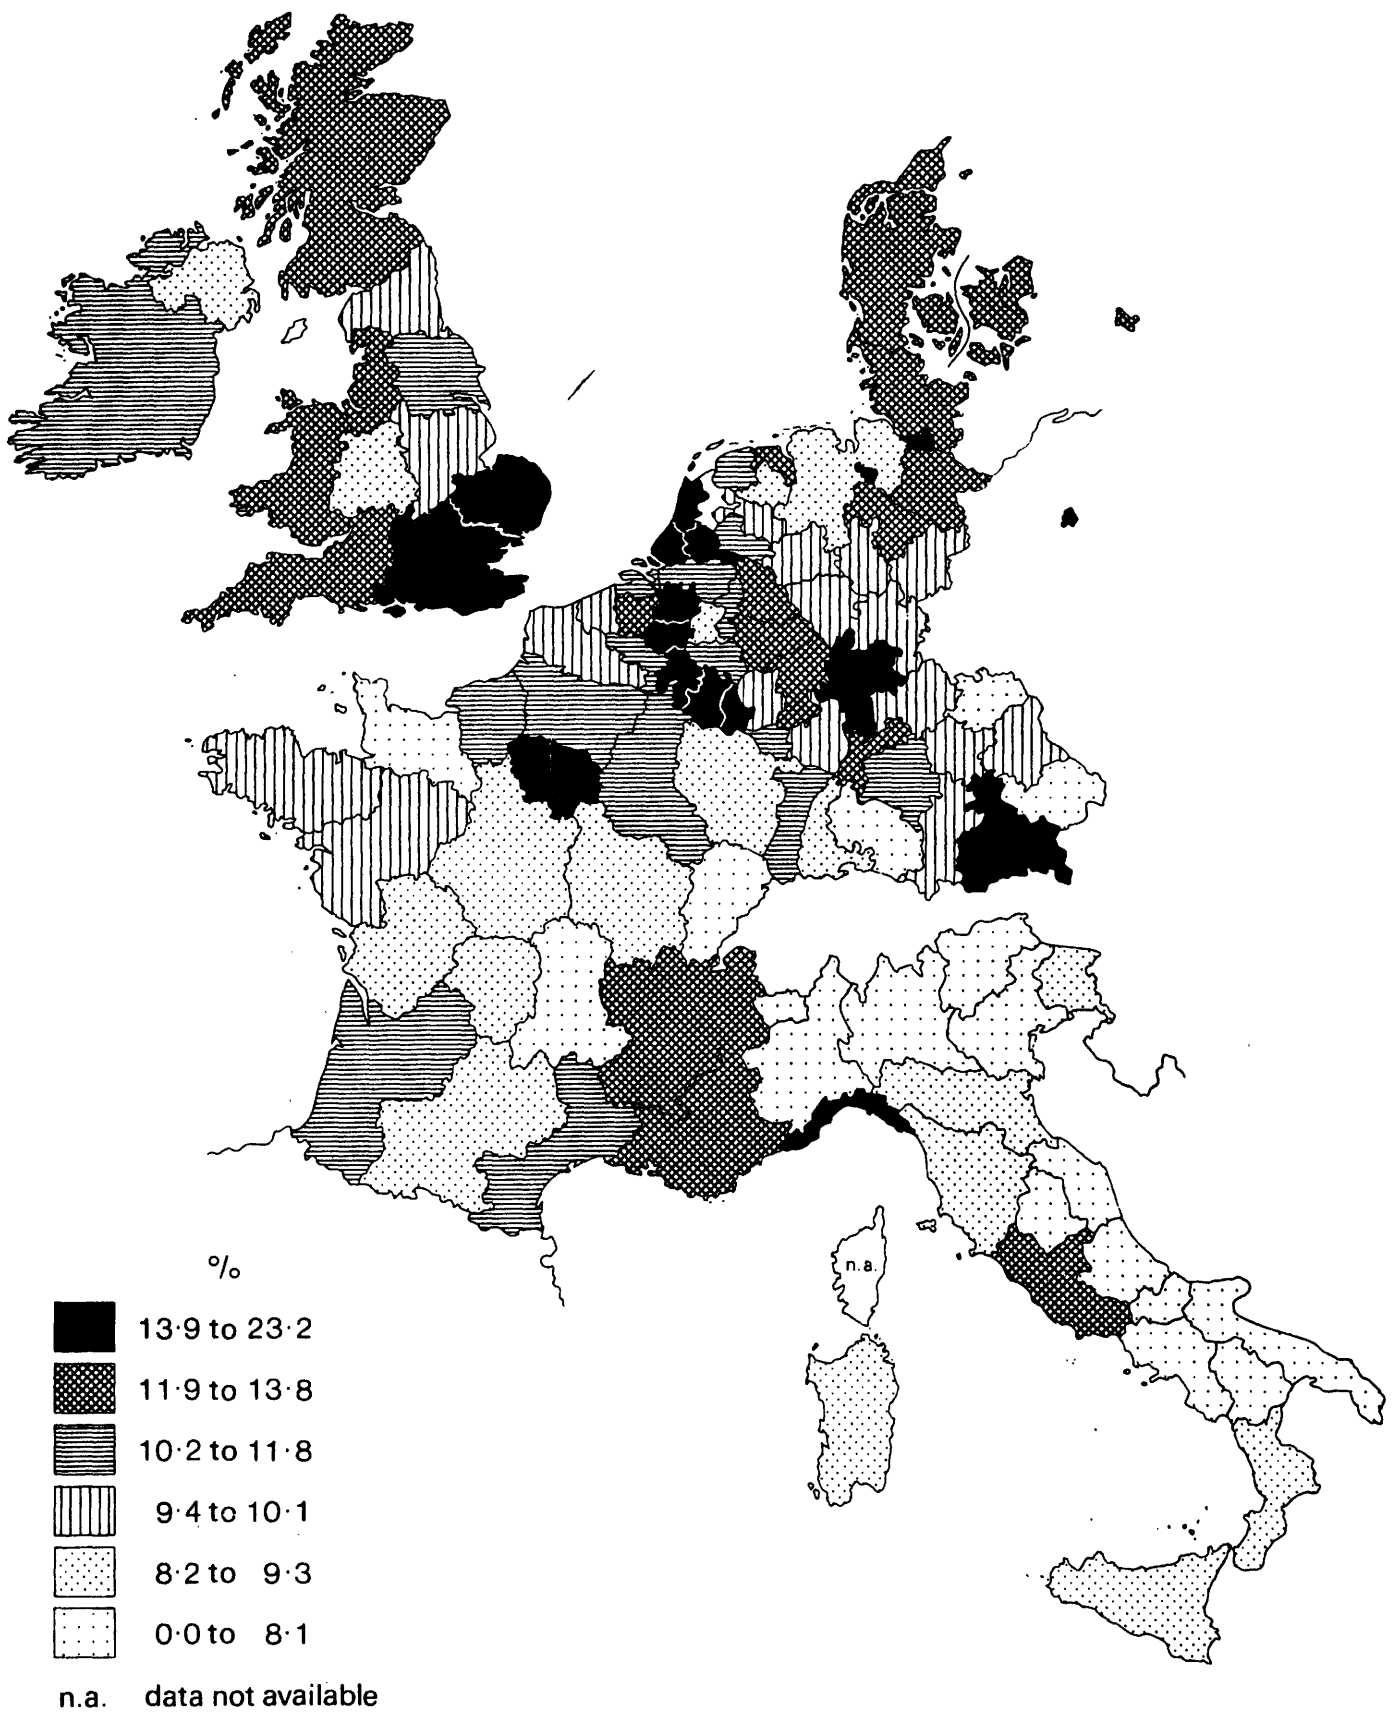 n.a.
%
13·9 to 23·2
11·9 to 13·8
10·2 to 11·8
9·4 to 10·1
8·2 to 9·3
0·0 to 8·1
n.a. data not available